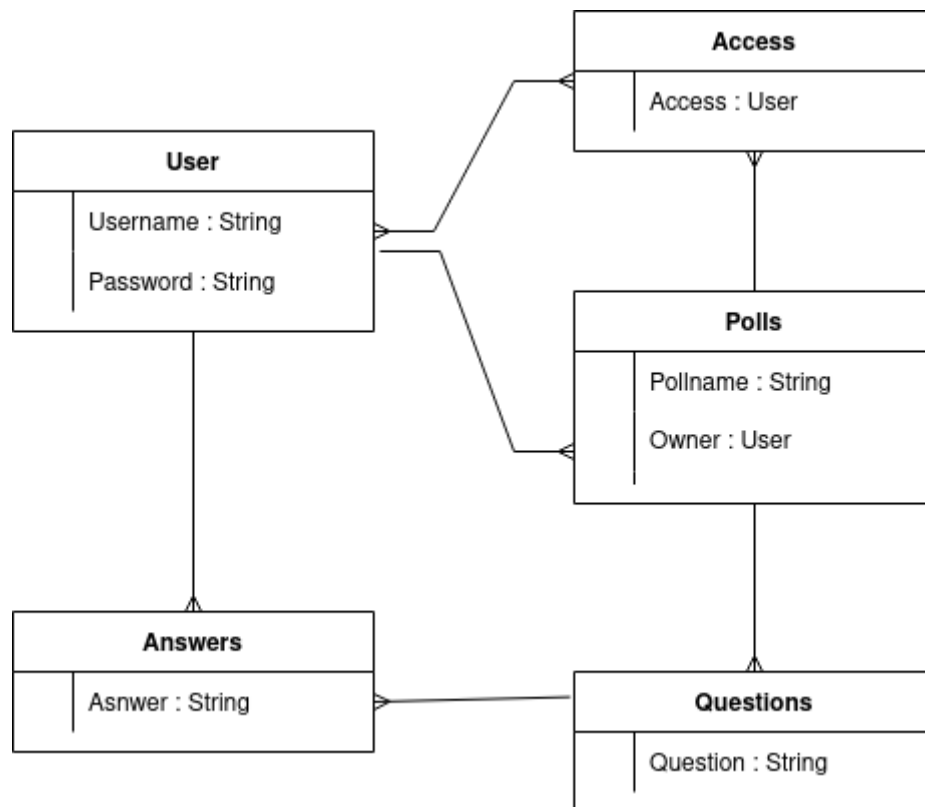 Access
Access : User
User
Username : String
Password : String
Polls
Pollname : String
Owner : User
Answers
Asnwer : String
Questions
Question : String